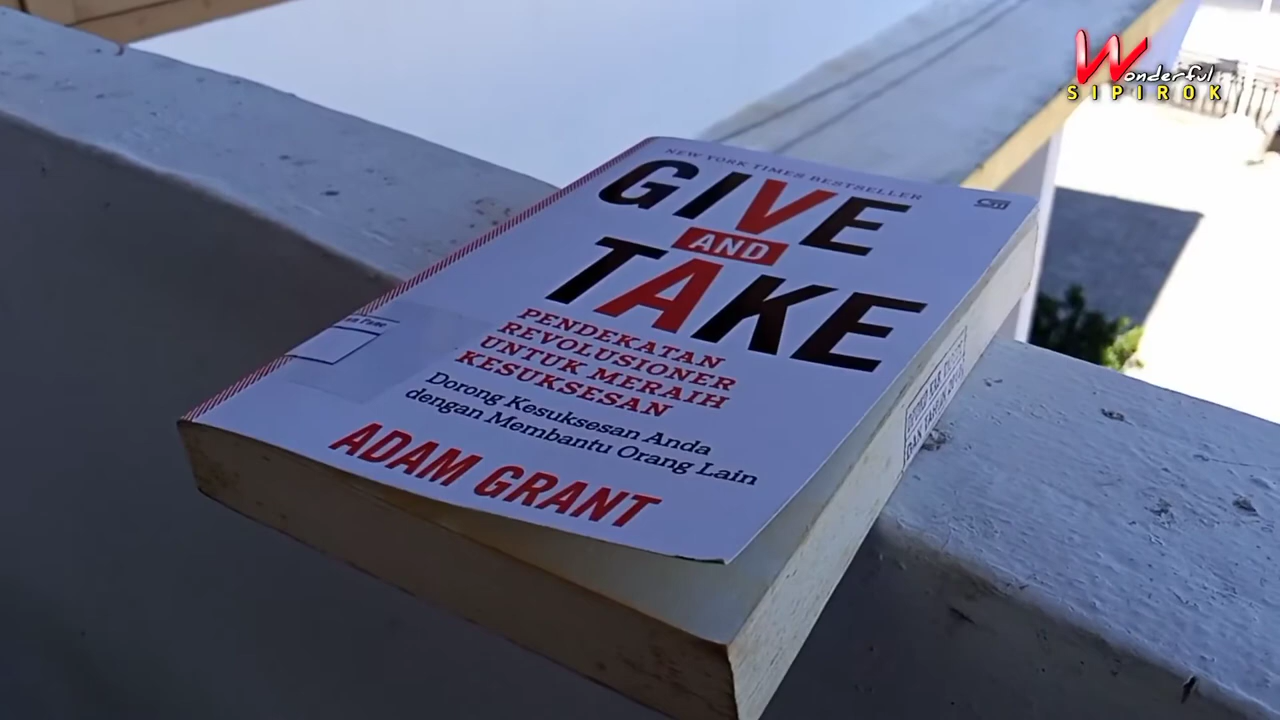 Wonderful
SIPIROK
NEW YORK TIMES BESTSELLER
GIVE
AND
TAKE
PENDEKATAN
REVOLUSIONER
UNTUK MERAIH
KESUKSESAN
Dorong Kesuksesan Anda
dengan Membantu Orang Lain
ADAM GRANT